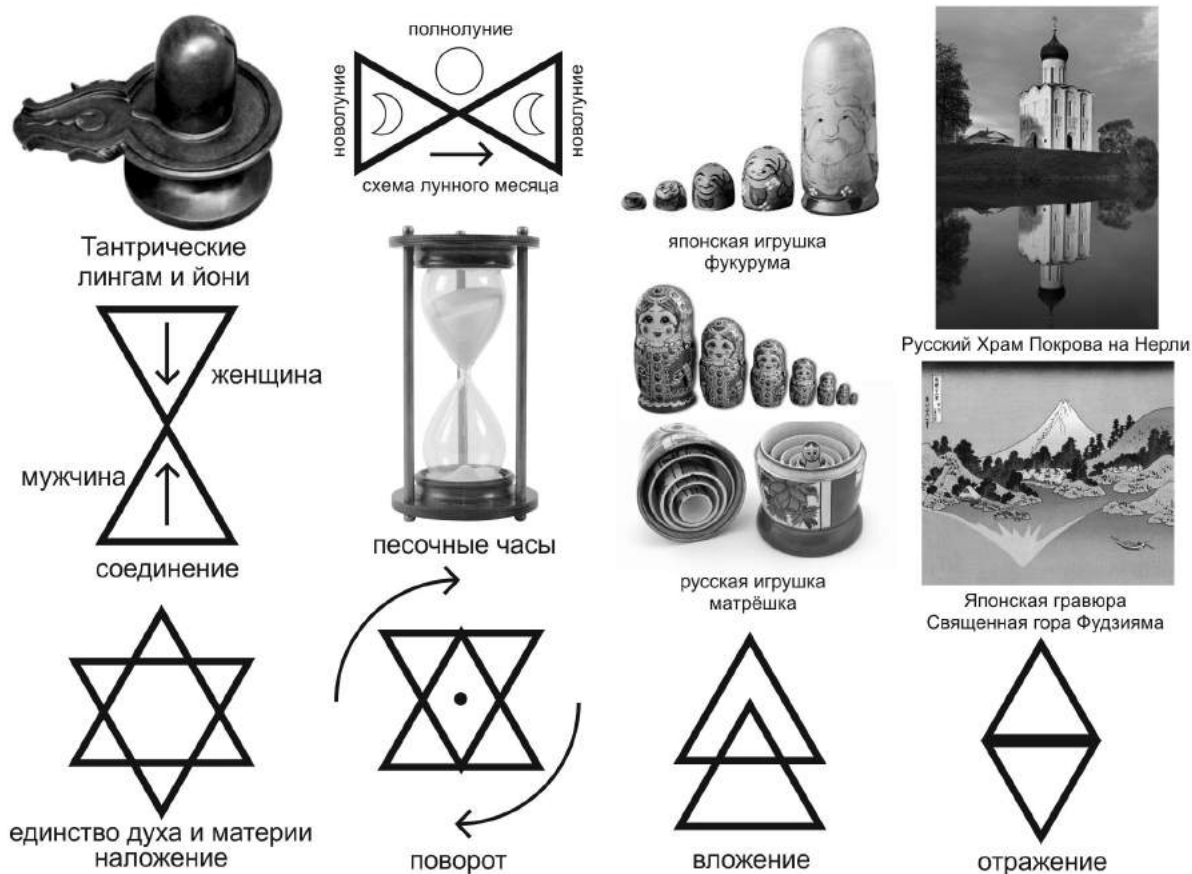 Тантрические
лингам и йони
женщина
мужчина
соединение
единство духа и материи
наложение
полнолуние
новолуние
новолуние
схема лунного месяца
песочные часы
поворот
японская игрушка
фукурума
русская игрушка
матрёшка
вложение
Русский Храм Покрова на Нерли
Японская гравюра
Священная гора Фудзияма
отражение